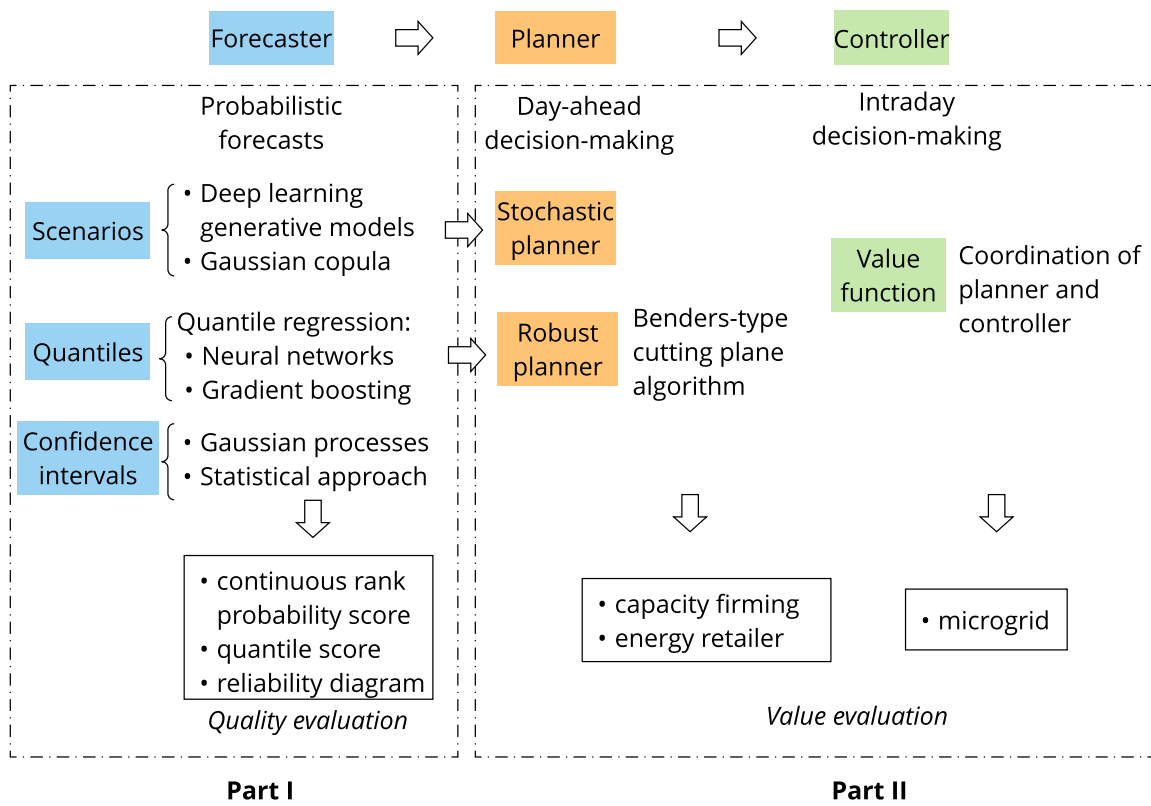 Forecaster
Planner
Controller
Probabilistic
forecasts
Scenarios
• Deep learning
generative models
• Gaussian copula
Quantiles
Quantile regression:
• Neural networks
• Gradient boosting
Confidence
intervals
• Gaussian processes
• Statistical approach
• continuous rank
probability score
• quantile score
• reliability diagram
Quality evaluation
Part I
Day-ahead
decision-making
Intraday
decision-making
Stochastic
planner
Robust
planner
Benders-type
cutting plane
algorithm
Value
function
Coordination of
planner and
controller
• capacity firming
• energy retailer
• microgrid
Value evaluation
Part II